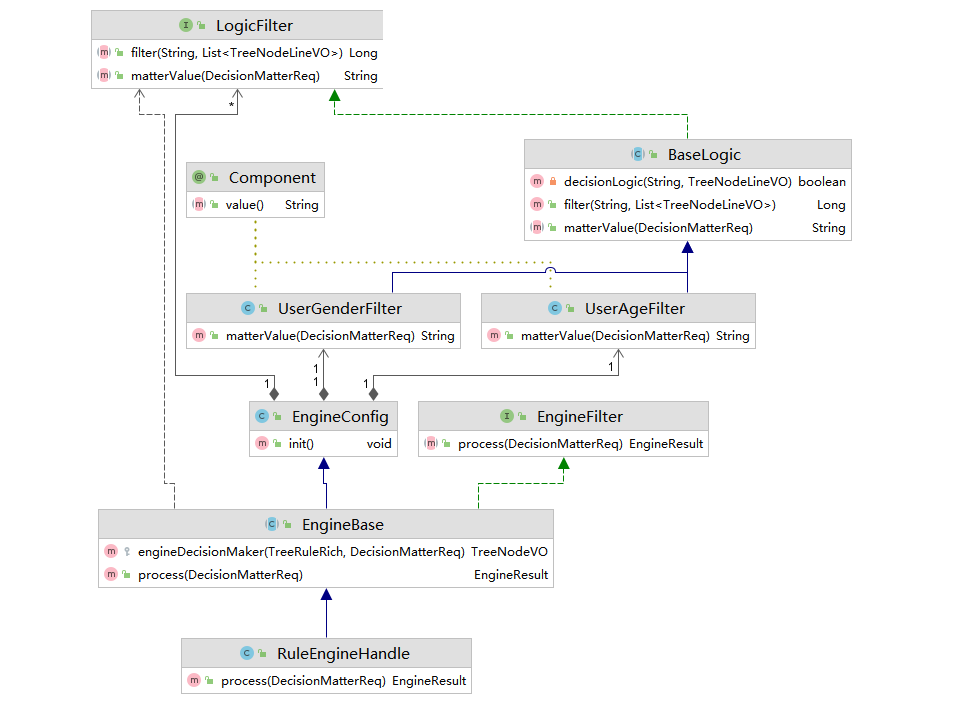 LogicFilter
filter(String, List<TreeNodeLineVO>) Long
matterValue(DecisionMatterReq) String
*
BaseLogic
decisionLogic(String, TreeNodeLineVO) boolean
filter(String, List<TreeNodeLineVO>) Long
matterValue(DecisionMatterReq) String
Component
value() String
UserGenderFilter
matterValue(DecisionMatterReq) String
UserAgeFilter
matterValue(DecisionMatterReq) String
1
1
1
1
1
EngineConfig
init() void
EngineFilter
process(DecisionMatterReq) EngineResult
EngineBase
engineDecisionMaker(TreeRuleRich, DecisionMatterReq) TreeNodeVO
process(DecisionMatterReq) EngineResult
RuleEngineHandle
process(DecisionMatterReq) EngineResult